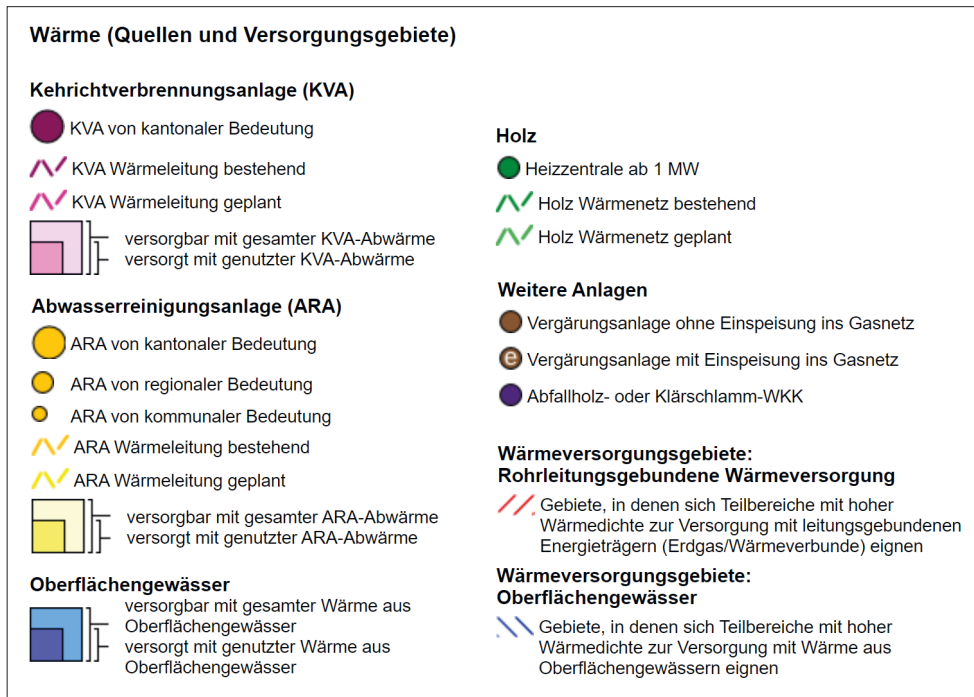 Wärme (Quellen und Versorgungsgebiete)
Kehrichtverbrennungsanlage (KVA)
KVA von kantonaler Bedeutung
KVA Wärmeleitung bestehend
KVA Wärmeleitung geplant
versorgbar mit gesamter KVA-Abwärme
versorgt mit genutzter KVA-Abwärme
Abwasserreinigungsanlage (ARA)
ARA von kantonaler Bedeutung
ARA von regionaler Bedeutung
ARA von kommunaler Bedeutung
ARA Wärmeleitung bestehend
ARA Wärmeleitung geplant
versorgbar mit gesamter ARA-Abwärme
versorgt mit genutzter ARA-Abwärme
Oberflächengewässer
versorgbar mit gesamter Wärme aus
Oberflächengewässer
versorgt mit genutzter Wärme aus
Oberflächengewässer
Holz
Heizzentrale ab 1 MW
Holz Wärmenetz bestehend
Holz Wärmenetz geplant
Weitere Anlagen
Vergärungsanlage ohne Einspeisung ins Gasnetz
e Vergärungsanlage mit Einspeisung ins Gasnetz
Abfallholz- oder Klärschlamm-WKK
Wärmeversorgungsgebiete:
Rohrleitungsgebundene Wärmeversorgung
Gebiete, in denen sich Teilbereiche mit hoher
Wärmedichte zur Versorgung mit leitungsgebundenen
Energieträgern (Erdgas/Wärmeverbunde) eignen
Wärmeversorgungsgebiete:
Oberflächengewässer
Gebiete, in denen sich Teilbereiche mit hoher
Wärmedichte zur Versorgung mit Wärme aus
Oberflächengewässern eignen